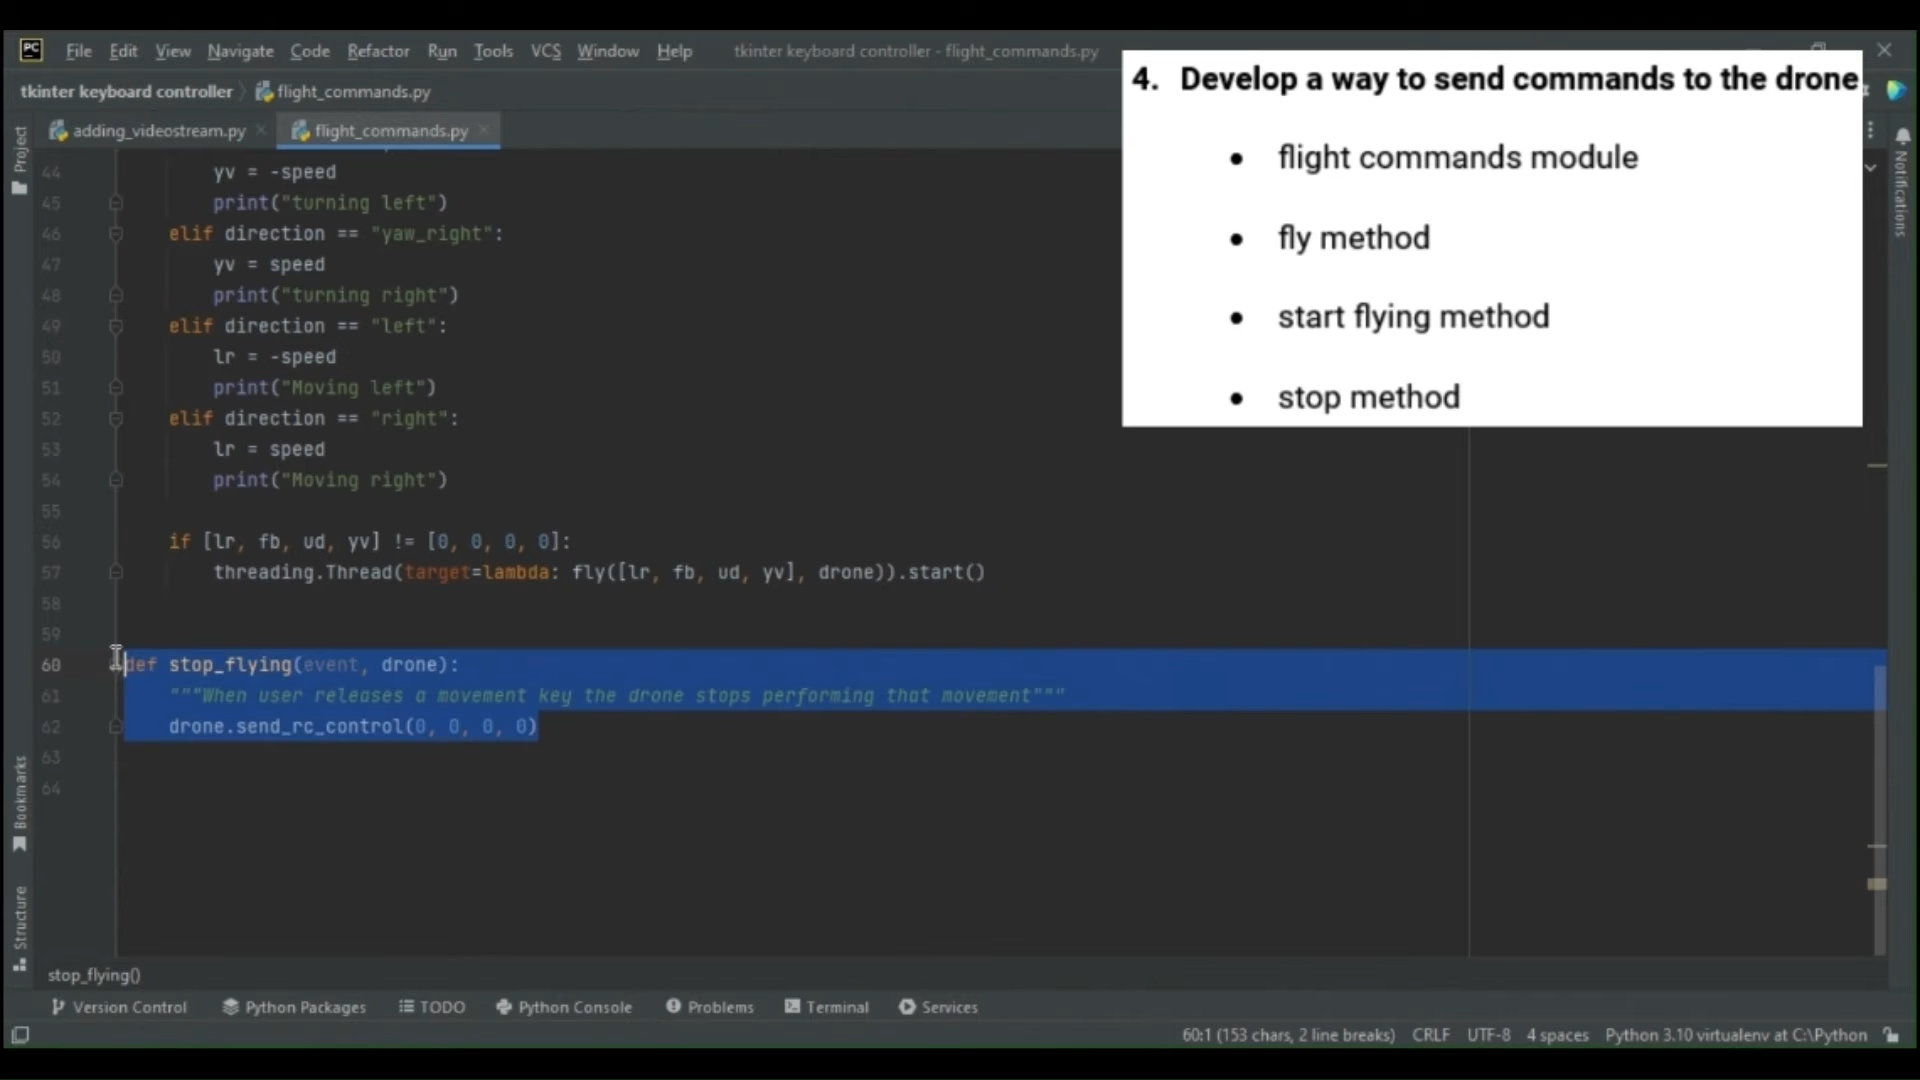 PC File Edit View Navigate Code Refactor Run Tools VCS Window Help tkinter keyboard controller - flight_commands.py
tkinter keyboard controller flight_commands.py
adding_videostream.py flight_commands.py
4. Develop a way to send commands to the drone
• flight commands module
• fly method
• start flying method
• stop method
Project
Bookmarks
Structure
Notifications
44 yv = -speed
45 print("turning left")
46 elif direction == "yaw_right":
47 yv = speed
48 print("turning right")
49 elif direction == "left":
50 lr = -speed
51 print("Moving left")
52 elif direction == "right":
53 lr = speed
54 print("Moving right")
55
56 if [lr, fb, ud, yv] != [0, 0, 0, 0]:
57 threading.Thread(target=lambda: fly([lr, fb, ud, yv], drone)).start()
58
59
60 def stop_flying(event, drone):
61 """When user releases a movement key the drone stops performing that movement"""
62 drone.send_rc_control(0, 0, 0, 0)
63
64
stop_flying()
Version Control Python Packages TODO Python Console Problems Terminal Services
60:1 (153 chars, 2 line breaks) CRLF UTF-8 4 spaces Python 3.10 virtualenv at C:\Python